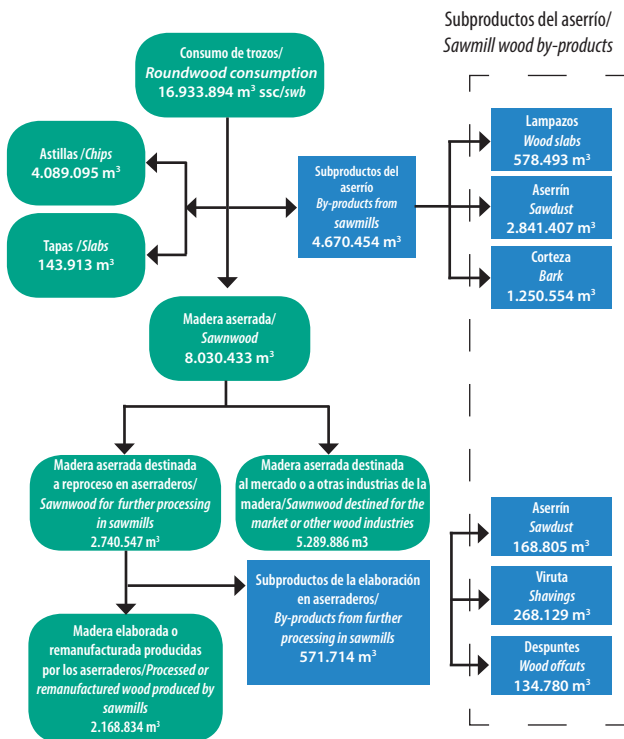 Subproductos del aserrío/
Sawmill wood by-products
Consumo de trozos/
Roundwood consumption
16.933.894 m³ ssc/swb
Astillas /Chips
4.089.095 m³
Tapas /Slabs
143.913 m³
Subproductos del
aserrío
By-products from
sawmills
4.670.454 m³
Lampazos
Wood slabs
578.493 m³
Aserrín
Sawdust
2.841.407 m³
Corteza
Bark
1.250.554 m³
Madera aserrada/
Sawnwood
8.030.433 m³
Madera aserrada destinada
a reproceso en aserraderos/
Sawnwood for further processing
in sawmills
2.740.547 m³
Madera aserrada destinada
al mercado o a otras industrias de la
madera/Sawnwood destined for the
market or other wood industries
5.289.886 m3
Subproductos de la elaboración
en aserraderos/
By-products from further
processing in sawmills
571.714 m³
Aserrín
Sawdust
168.805 m³
Viruta
Shavings
268.129 m³
Despuntes
Wood offcuts
134.780 m³
Madera elaborada o
remanufacturada producidas
por los aserraderos/Processed or
remanufactured wood produced by
sawmills
2.168.834 m³